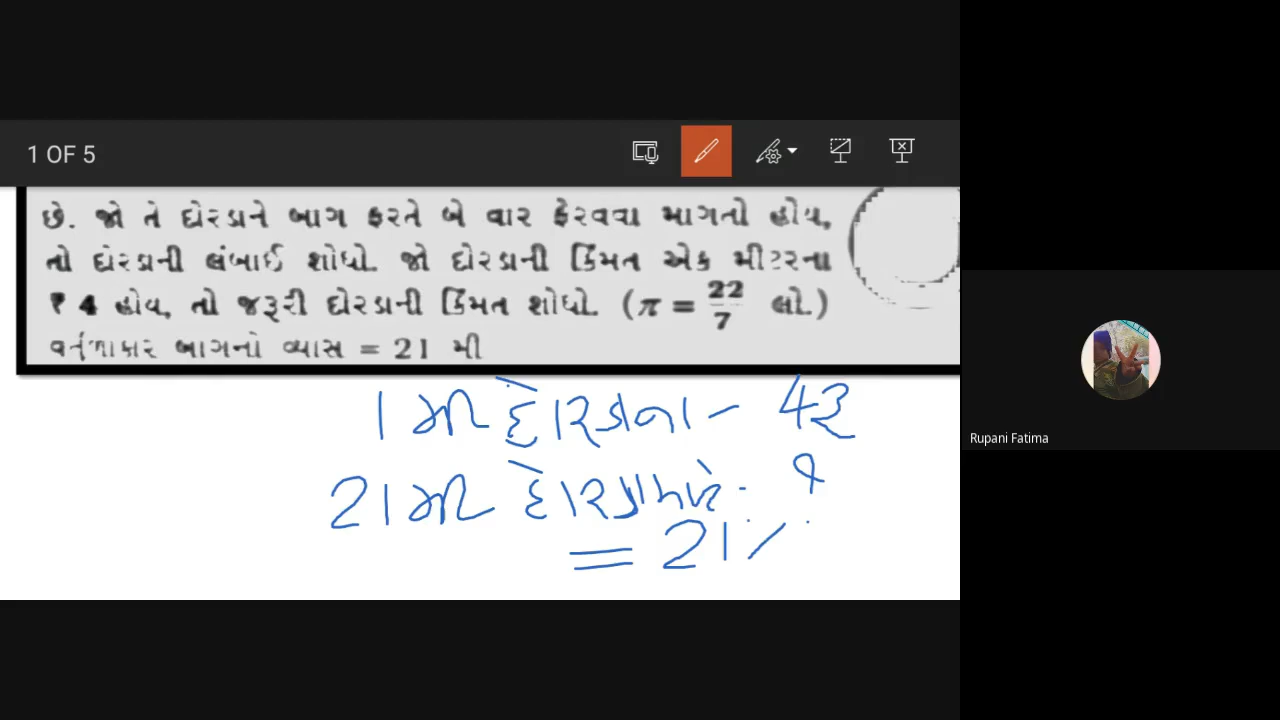 1 OF 5
છે. જો તે દોરડાને બાગ ફરતે બે વાર ફેરવવા માગતો હોય,
તો દોરડાની લંબાઈ શોધો. જો દોરડાની કિંમત એક મીટરના
₹ 4 હોય, તો જરૂરી દોરડાની કિંમત શોધો. (π = 22/7 લો.)
વર્તુળાકાર બાગનો વ્યાસ = 21 મી
1 મી દોરડાના - 4રૂ
21 મી દોરડા માટે - ?
= 21 ×
Rupani Fatima